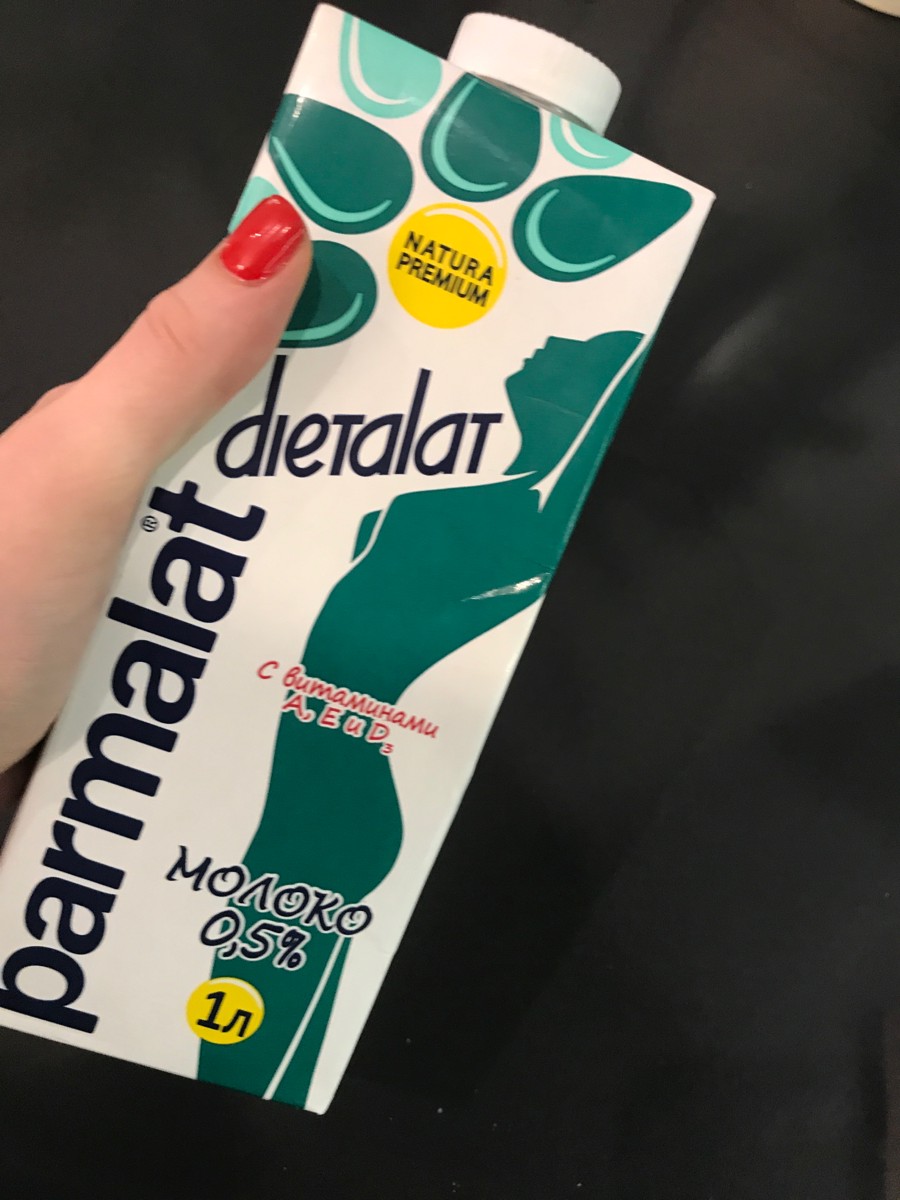 NATURA
PREMIUM
dietalat
parmalat®
с витаминами
A, E и D₃
МОЛОКО
0,5%
1л